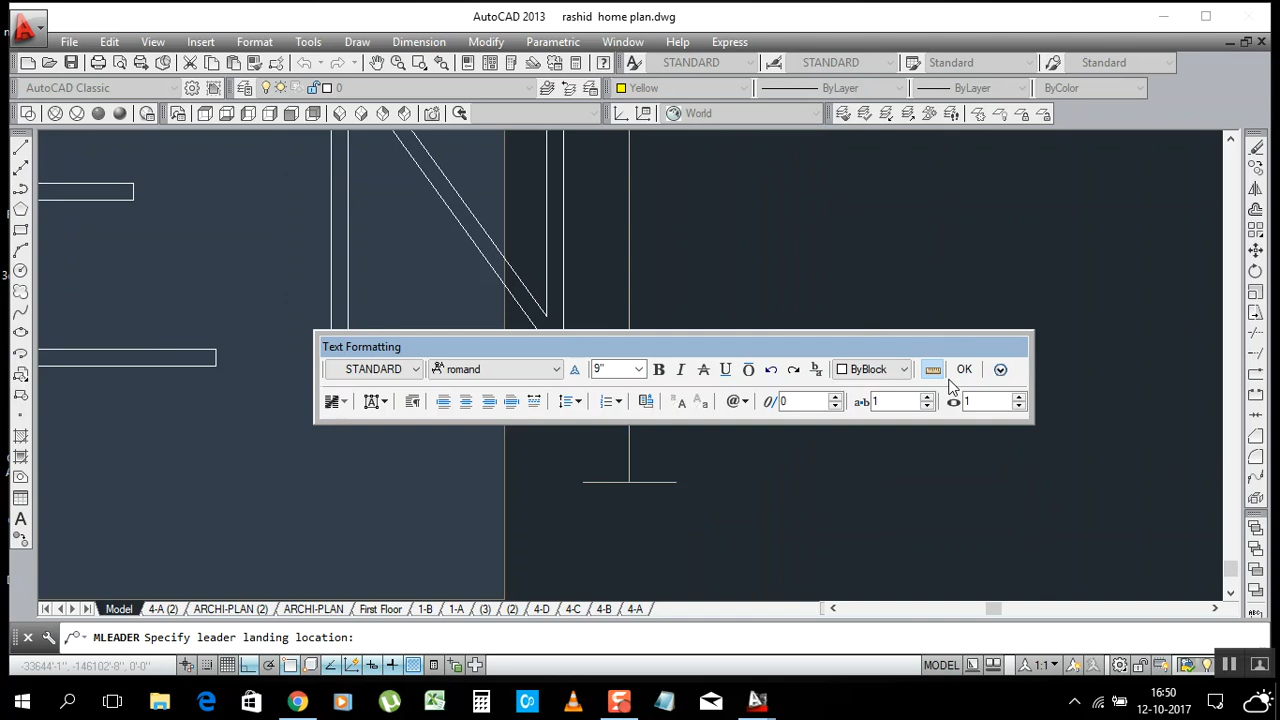 AutoCAD 2013 rashid home plan.dwg
File Edit View Insert Format Tools Draw Dimension Modify Parametric Window Help Express
STANDARD STANDARD Standard Standard
AutoCAD Classic 0 Yellow ByLayer ByLayer ByColor
World
Text Formatting
STANDARD romand 9" B I A U O ByBlock OK
@ 0/ 0 a•b 1 1
Model 4-A (2) ARCHI-PLAN (2) ARCHI-PLAN First Floor 1-B 1-A (3) (2) 4-D 4-C 4-B 4-A
MLEADER Specify leader landing location:
-33644'-1", -146102'-8", 0'-0" MODEL 1:1
16:50
12-10-2017